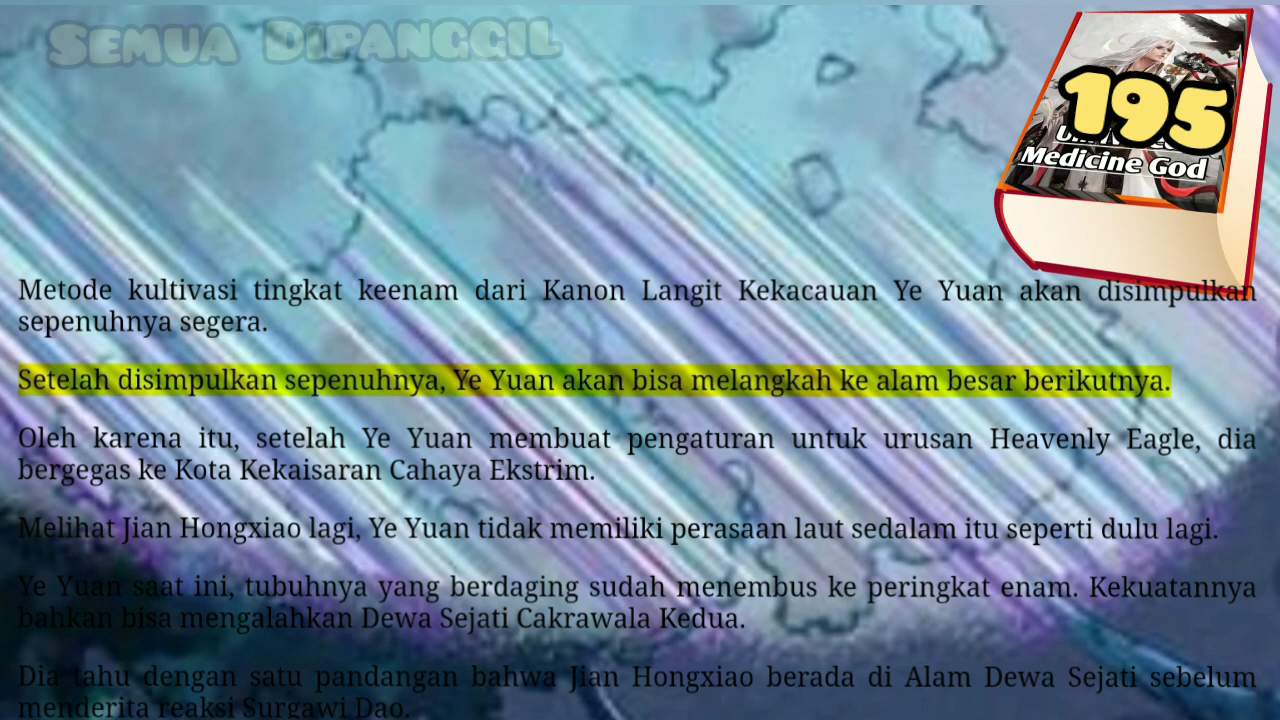 Semua Dipanggil
195
Medicine God
Metode kultivasi tingkat keenam dari Kanon Langit Kekacauan Ye Yuan akan disimpulkan
sepenuhnya segera.
Setelah disimpulkan sepenuhnya, Ye Yuan akan bisa melangkah ke alam besar berikutnya.
Oleh karena itu, setelah Ye Yuan membuat pengaturan untuk urusan Heavenly Eagle, dia
bergegas ke Kota Kekaisaran Cahaya Ekstrim.
Melihat Jian Hongxiao lagi, Ye Yuan tidak memiliki perasaan laut sedalam itu seperti dulu lagi.
Ye Yuan saat ini, tubuhnya yang berdaging sudah menembus ke peringkat enam. Kekuatannya
bahkan bisa mengalahkan Dewa Sejati Cakrawala Kedua.
Dia tahu dengan satu pandangan bahwa Jian Hongxiao berada di Alam Dewa Sejati sebelum
menderita reaksi Surgawi Dao.